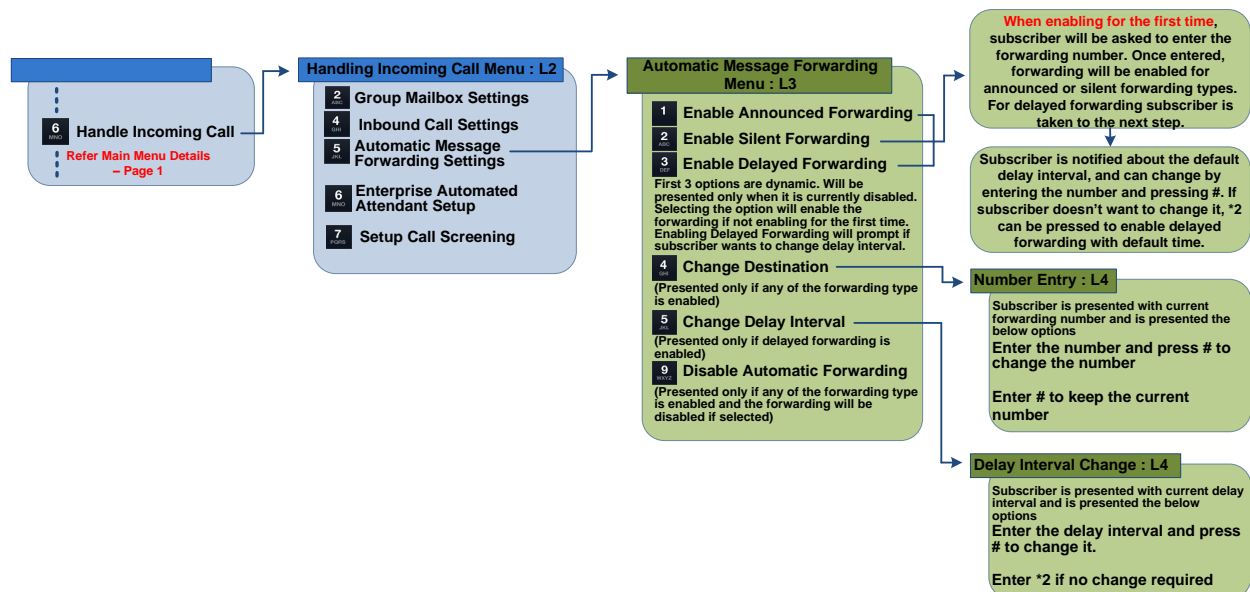 6
MNO
Handle Incoming Call
Refer Main Menu Details
– Page 1
Handling Incoming Call Menu : L2
2
ABC
Group Mailbox Settings
4
GHI
Inbound Call Settings
5
JKL
Automatic Message
Forwarding Settings
6
MNO
Enterprise Automated
Attendant Setup
7
PQRS
Setup Call Screening
Automatic Message Forwarding
Menu : L3
1
Enable Announced Forwarding
2
ABC
Enable Silent Forwarding
3
DEF
Enable Delayed Forwarding
First 3 options are dynamic. Will be
presented only when it is currently disabled.
Selecting the option will enable the
forwarding if not enabling for the first time.
Enabling Delayed Forwarding will prompt if
subscriber wants to change delay interval.
4
GHI
Change Destination
(Presented only if any of the forwarding type
is enabled)
5
JKL
Change Delay Interval
(Presented only if delayed forwarding is
enabled)
9
WXYZ
Disable Automatic Forwarding
(Presented only if any of the forwarding type
is enabled and the forwarding will be
disabled if selected)
When enabling for the first time,
subscriber will be asked to enter the
forwarding number. Once entered,
forwarding will be enabled for
announced or silent forwarding types.
For delayed forwarding subscriber is
taken to the next step.
Subscriber is notified about the default
delay interval, and can change by
entering the number and pressing #. If
subscriber doesn't want to change it, *2
can be pressed to enable delayed
forwarding with default time.
Number Entry : L4
Subscriber is presented with current
forwarding number and is presented the
below options
Enter the number and press # to
change the number
Enter # to keep the current
number
Delay Interval Change : L4
Subscriber is presented with current delay
interval and is presented the below
options
Enter the delay interval and press
# to change it.
Enter *2 if no change required